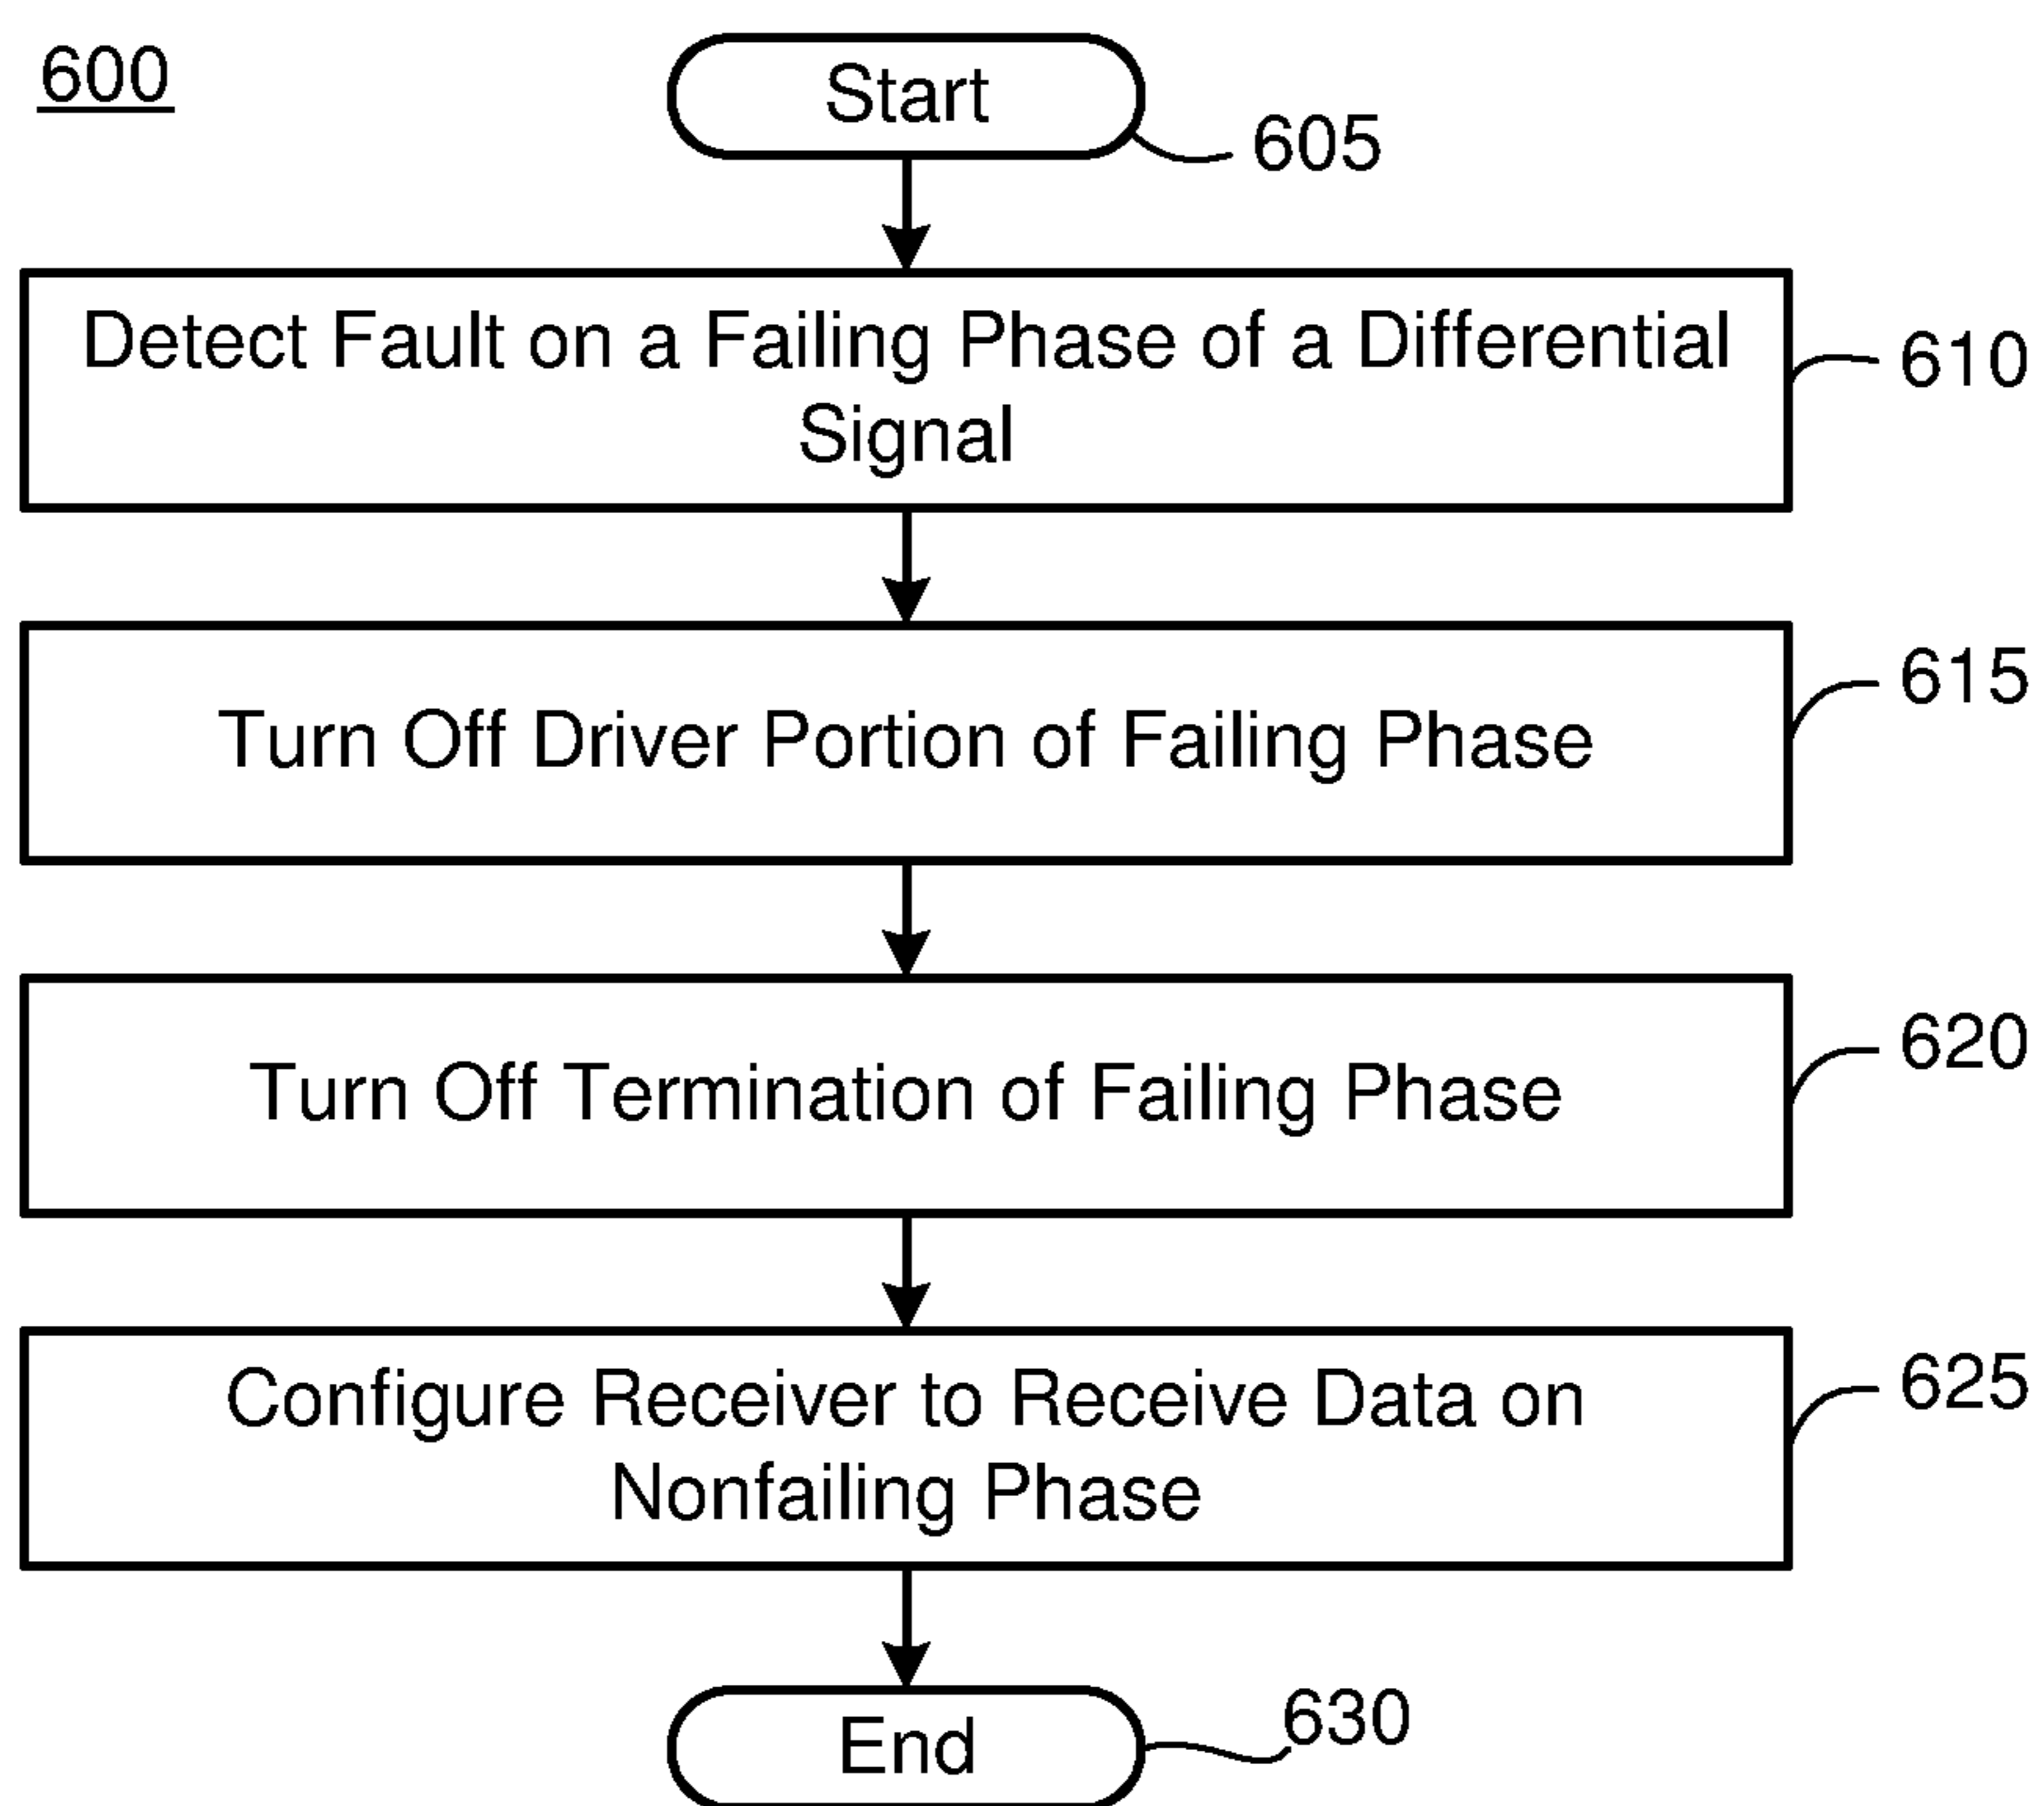 600
Start
605
Detect Fault on a Failing Phase of a Differential
Signal
610
Turn Off Driver Portion of Failing Phase
615
Turn Off Termination of Failing Phase
620
Configure Receiver to Receive Data on
Nonfailing Phase
625
End
630